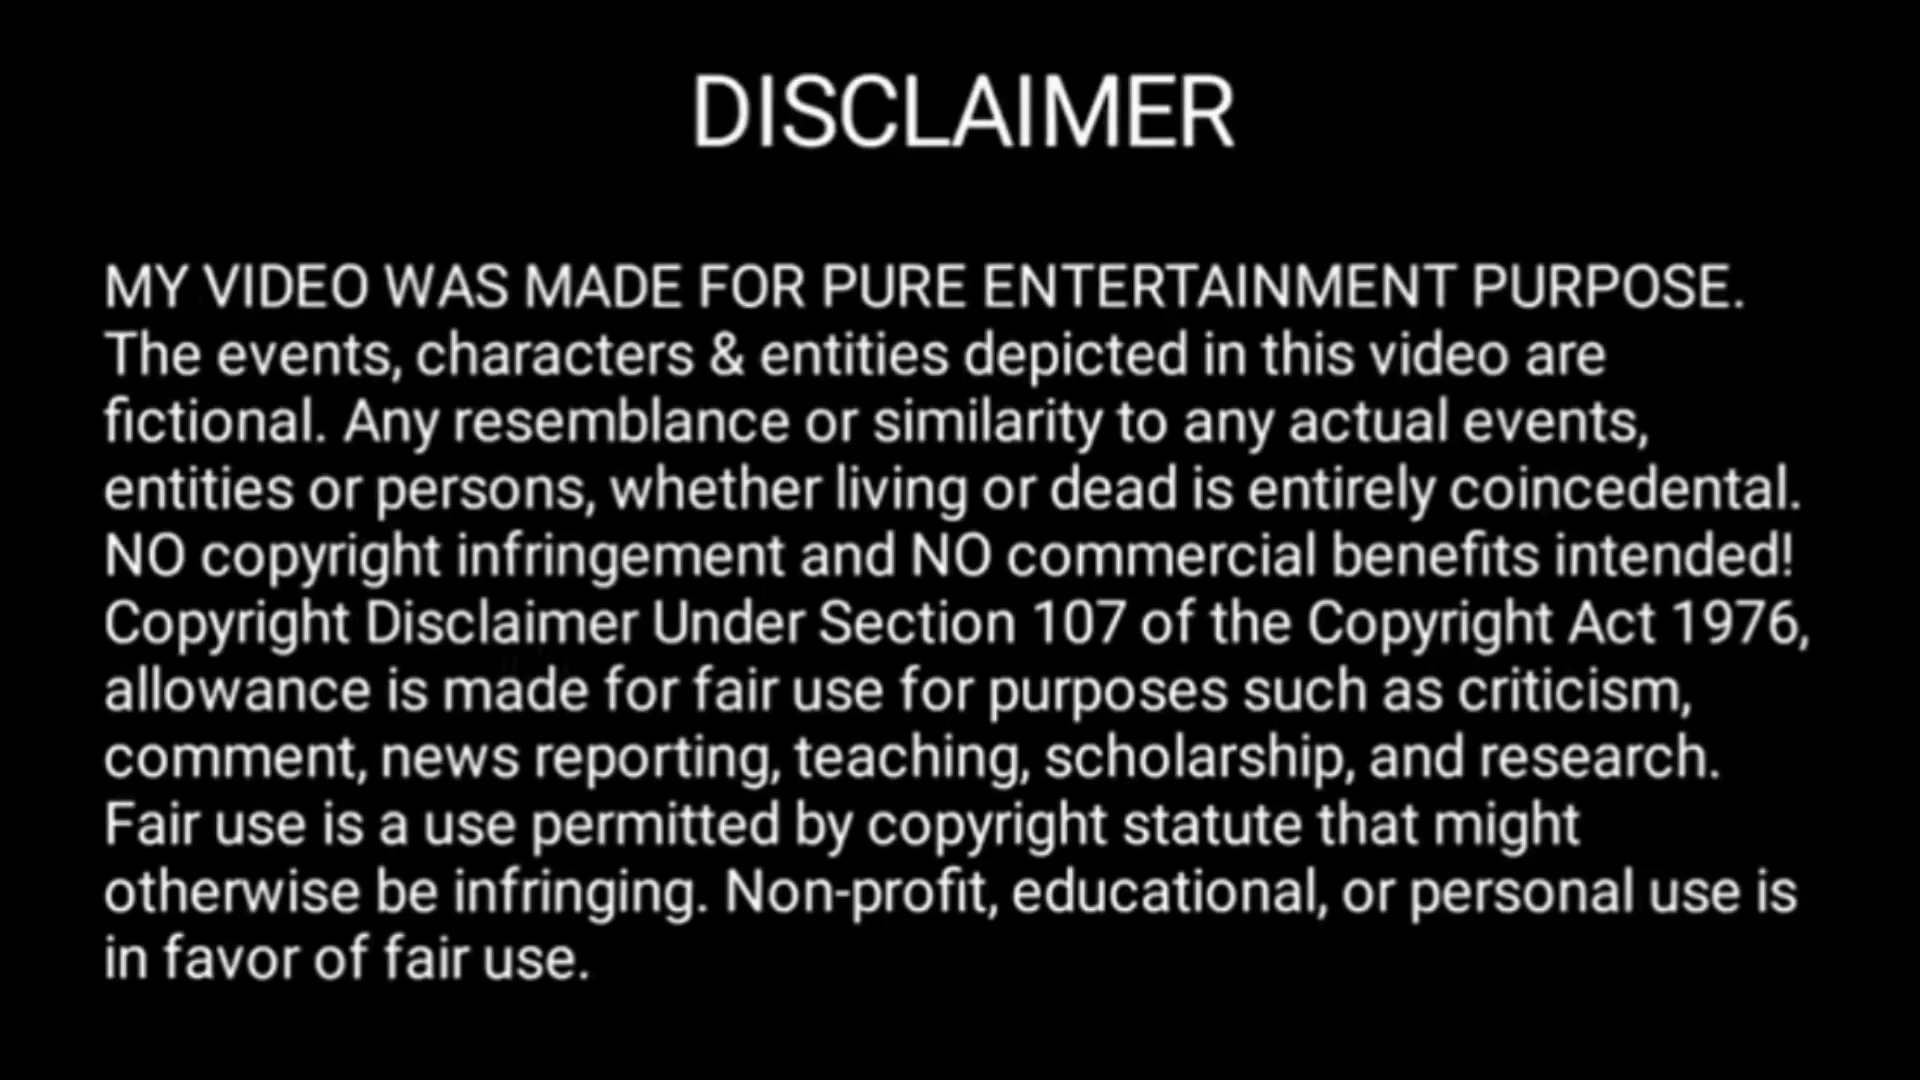 DISCLAIMER
MY VIDEO WAS MADE FOR PURE ENTERTAINMENT PURPOSE.
The events, characters & entities depicted in this video are
fictional. Any resemblance or similarity to any actual events,
entities or persons, whether living or dead is entirely coincedental.
NO copyright infringement and NO commercial benefits intended!
Copyright Disclaimer Under Section 107 of the Copyright Act 1976,
allowance is made for fair use for purposes such as criticism,
comment, news reporting, teaching, scholarship, and research.
Fair use is a use permitted by copyright statute that might
otherwise be infringing. Non-profit, educational, or personal use is
in favor of fair use.